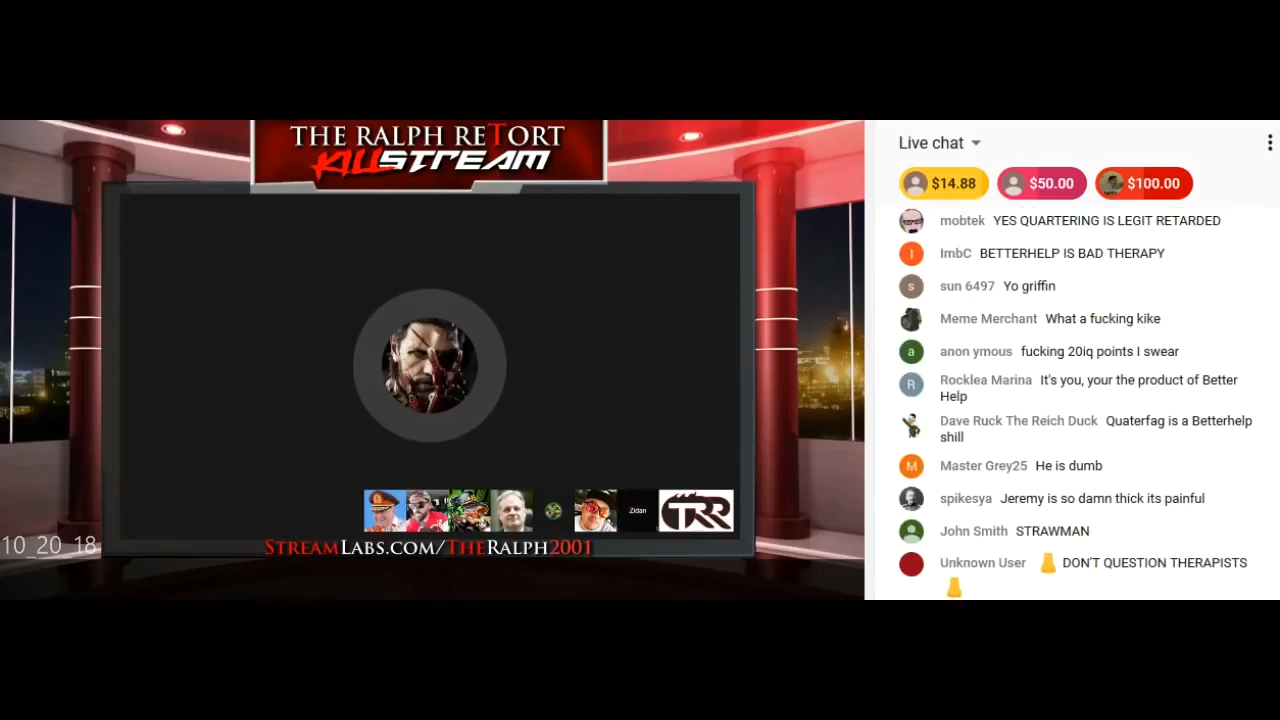 THE RALPH RETORT
KILLSTREAM
Zidan
TRR
STREAMLABS.COM/THERALPH2001
10 20 18
Live chat
$14.88 $50.00 $100.00
mobtek YES QUARTERING IS LEGIT RETARDED
ImbC BETTERHELP IS BAD THERAPY
s sun 6497 Yo griffin
Meme Merchant What a fucking kike
a anon ymous fucking 20iq points I swear
R Rocklea Marina It's you, your the product of Better
Help
Dave Ruck The Reich Duck Quaterfag is a Betterhelp
shill
M Master Grey25 He is dumb
spikesya Jeremy is so damn thick its painful
John Smith STRAWMAN
Unknown User DON'T QUESTION THERAPISTS